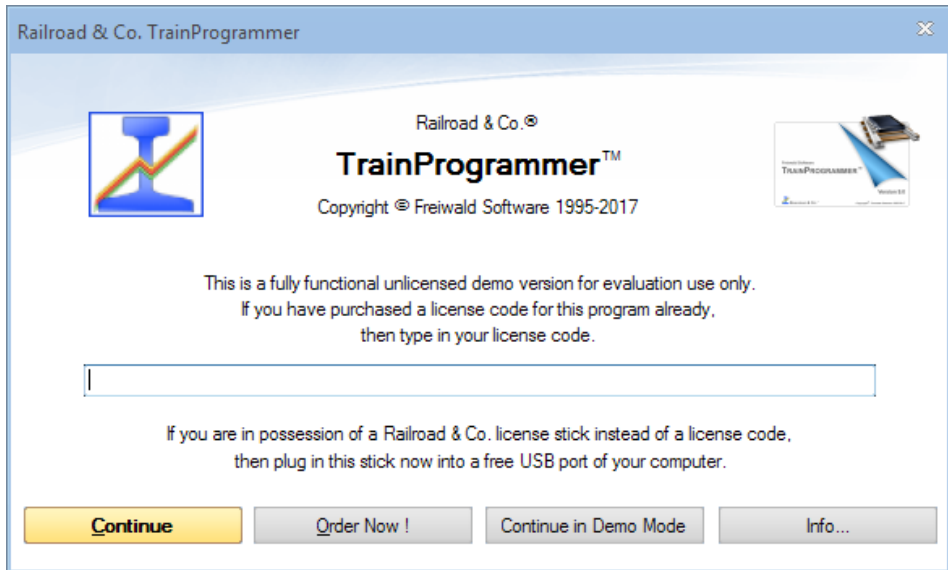 Railroad & Co. TrainProgrammer
Railroad & Co.®
TrainProgrammer™
Copyright © Freiwald Software 1995-2017
Freiwald Software
TRAINPROGRAMMER™
This is a fully functional unlicensed demo version for evaluation use only.
If you have purchased a license code for this program already,
then type in your license code.
If you are in possession of a Railroad & Co. license stick instead of a license code,
then plug in this stick now into a free USB port of your computer.
Continue
Order Now !
Continue in Demo Mode
Info...